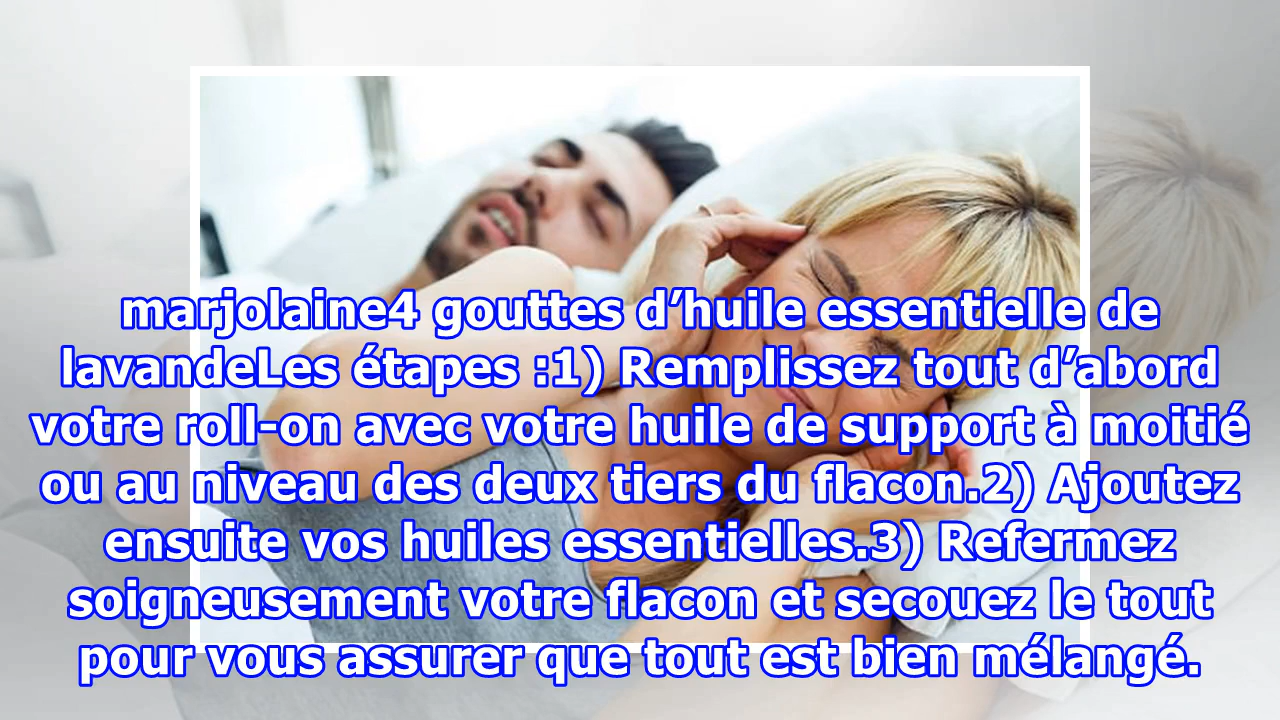 marjolaine4 gouttes d’huile essentielle de
lavandeLes étapes :1) Remplissez tout d’abord
votre roll-on avec votre huile de support à moitié
ou au niveau des deux tiers du flacon.2) Ajoutez
ensuite vos huiles essentielles.3) Refermez
soigneusement votre flacon et secouez le tout
pour vous assurer que tout est bien mélangé.